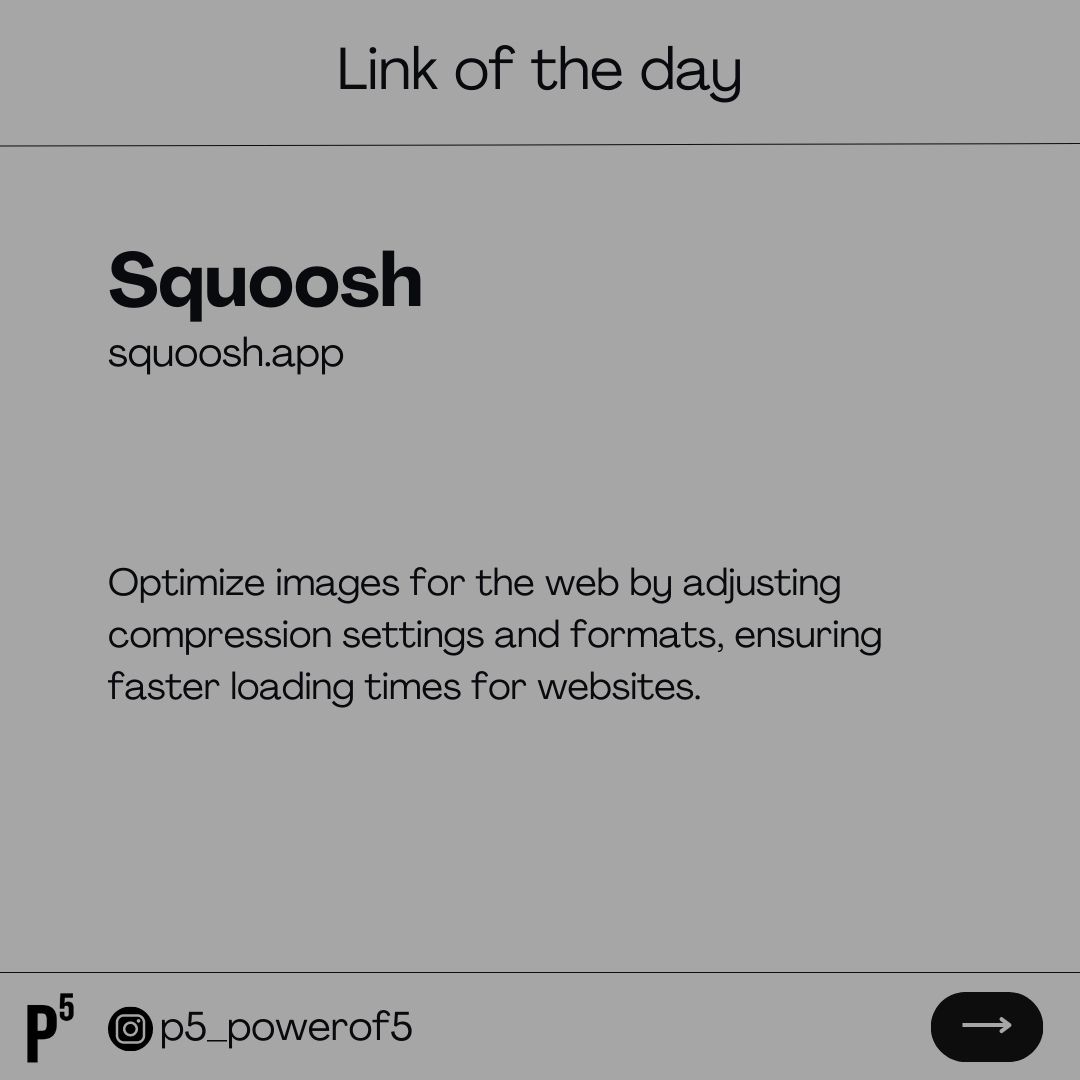 Link of the day
Squoosh
squoosh.app
Optimize images for the web by adjusting
compression settings and formats, ensuring
faster loading times for websites.
P⁵ p5_powerof5